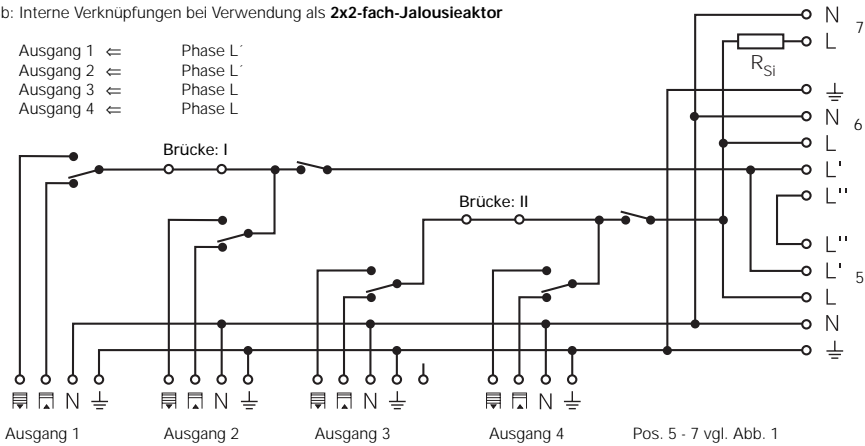 b: Interne Verknüpfungen bei Verwendung als 2x2-fach-Jalousieaktor
Ausgang 1 ⇐ Phase L´
Ausgang 2 ⇐ Phase L´
Ausgang 3 ⇐ Phase L
Ausgang 4 ⇐ Phase L
N
7
L
R_Si
N
6
L
L'
L''
L''
L'
5
L
N
Brücke: I
Brücke: II
N
N
N
N
Ausgang 1
Ausgang 2
Ausgang 3
Ausgang 4
Pos. 5 - 7 vgl. Abb. 1